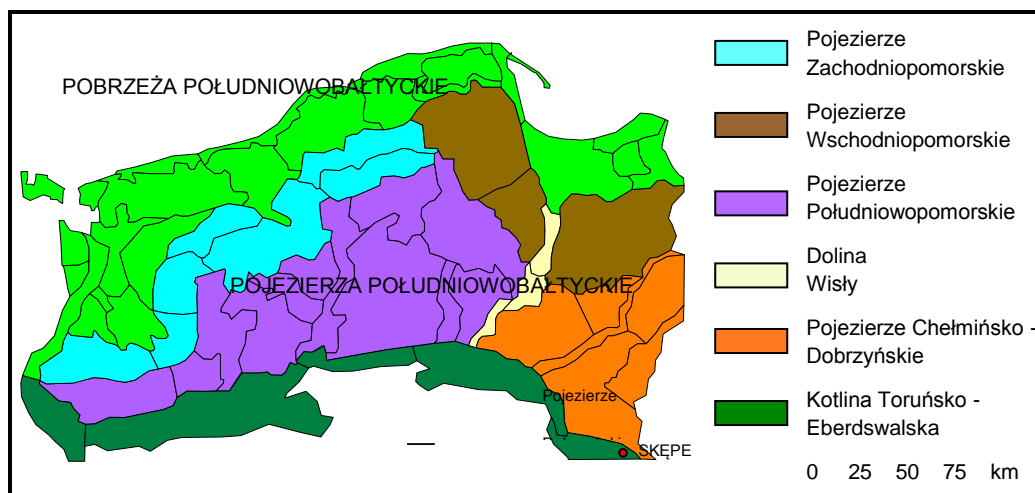 POBRZEŻA POŁUDNIOWOBAŁTYCKIE
POJEZIERZA POŁUDNIOWOBAŁTYCKIE
Pojezierze
SKĘPE
Pojezierze
Zachodniopomorskie
Pojezierze
Wschodniopomorskie
Pojezierze
Południowopomorskie
Dolina
Wisły
Pojezierze Chełmińsko -
Dobrzyńskie
Kotlina Toruńsko -
Eberdswalska
0 25 50 75 km